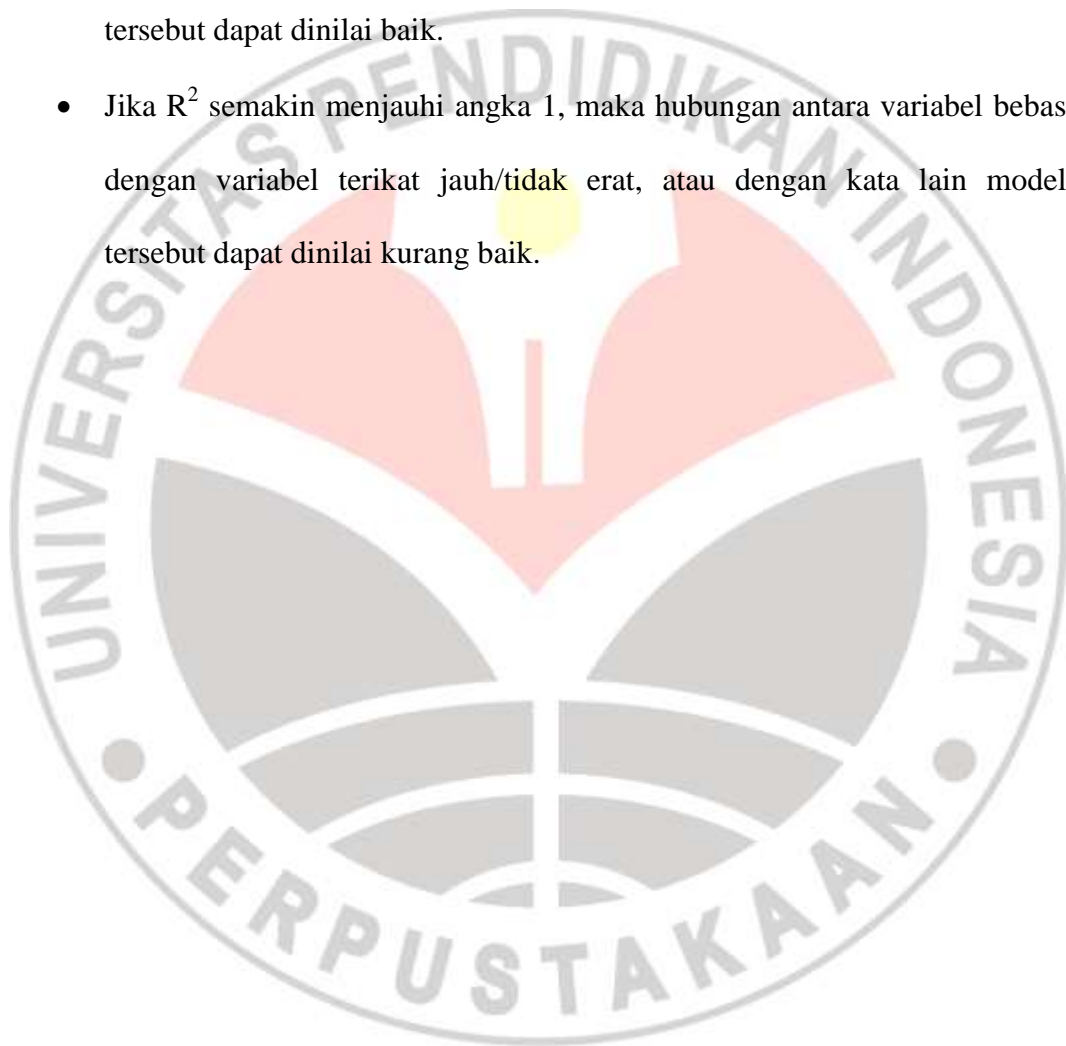 tersebut dapat dinilai baik.
• Jika R² semakin menjauhi angka 1, maka hubungan antara variabel bebas
dengan variabel terikat jauh/tidak erat, atau dengan kata lain model
tersebut dapat dinilai kurang baik.
UNIVERSITAS PENDIDIKAN INDONESIA
PERPUSTAKAAN